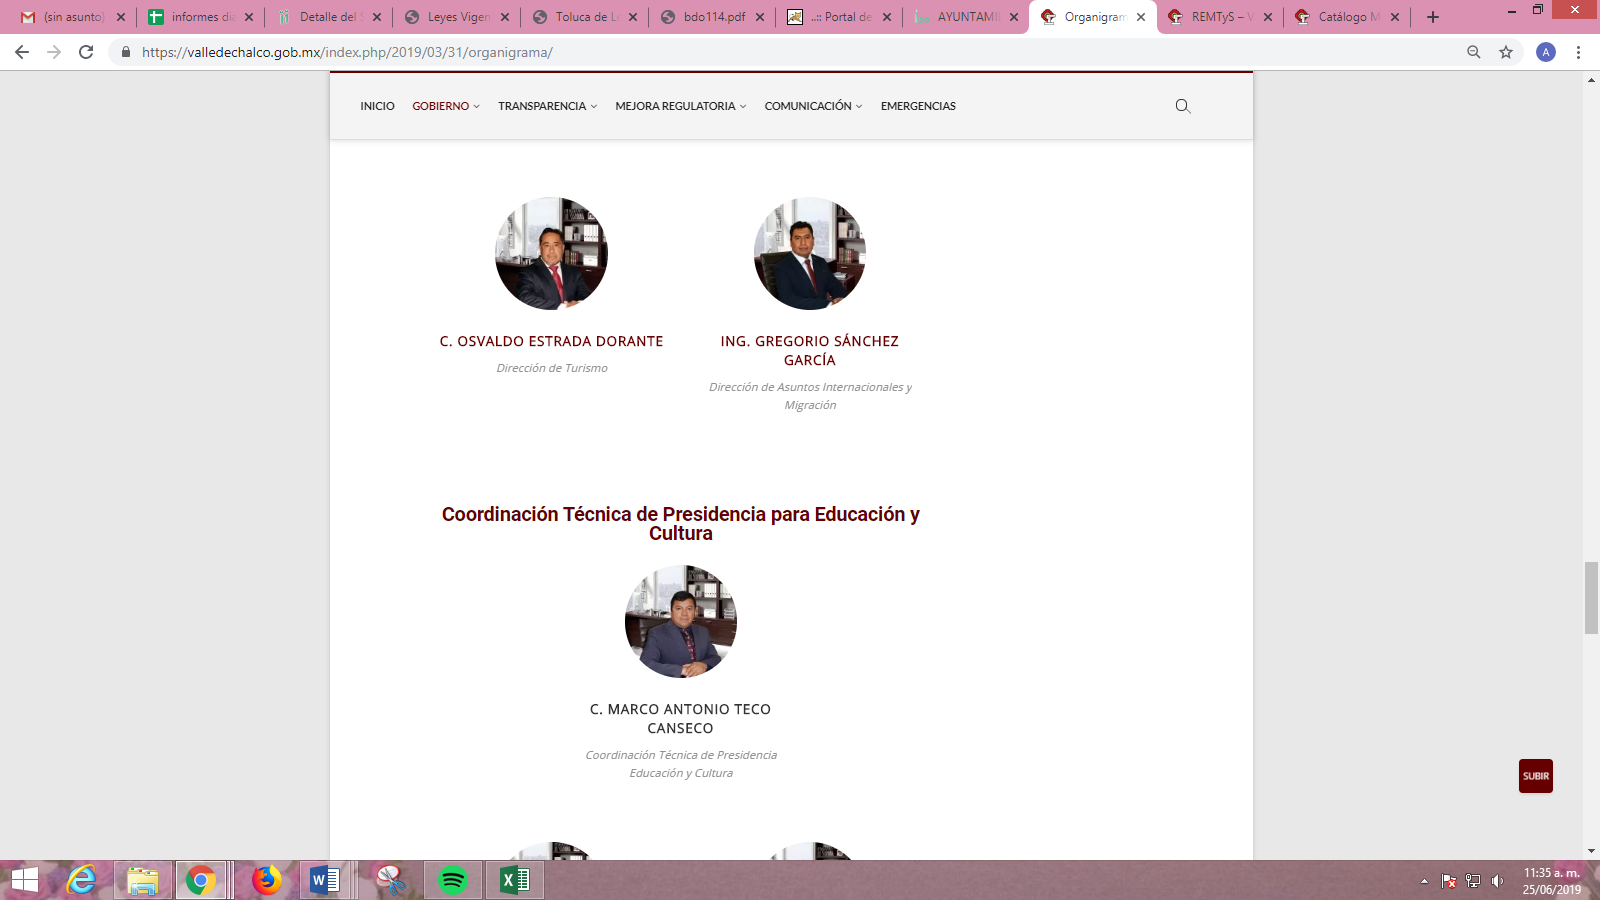 (sin asunto)
informes di
Detalle del S
Leyes Vigen
Toluca de L
bdo114.pdf
..:: Portal de
AYUNTAMI
Organigram
REMTyS – V
Catálogo M
https://valledechalco.gob.mx/index.php/2019/03/31/organigrama/
A
INICIO
GOBIERNO
TRANSPARENCIA
MEJORA REGULATORIA
COMUNICACIÓN
EMERGENCIAS
C. OSVALDO ESTRADA DORANTE
Dirección de Turismo
ING. GREGORIO SÁNCHEZ
GARCÍA
Dirección de Asuntos Internacionales y
Migración
Coordinación Técnica de Presidencia para Educación y
Cultura
C. MARCO ANTONIO TECO
CANSECO
Coordinación Técnica de Presidencia
Educación y Cultura
SUBIR
11:35 a. m.
25/06/2019